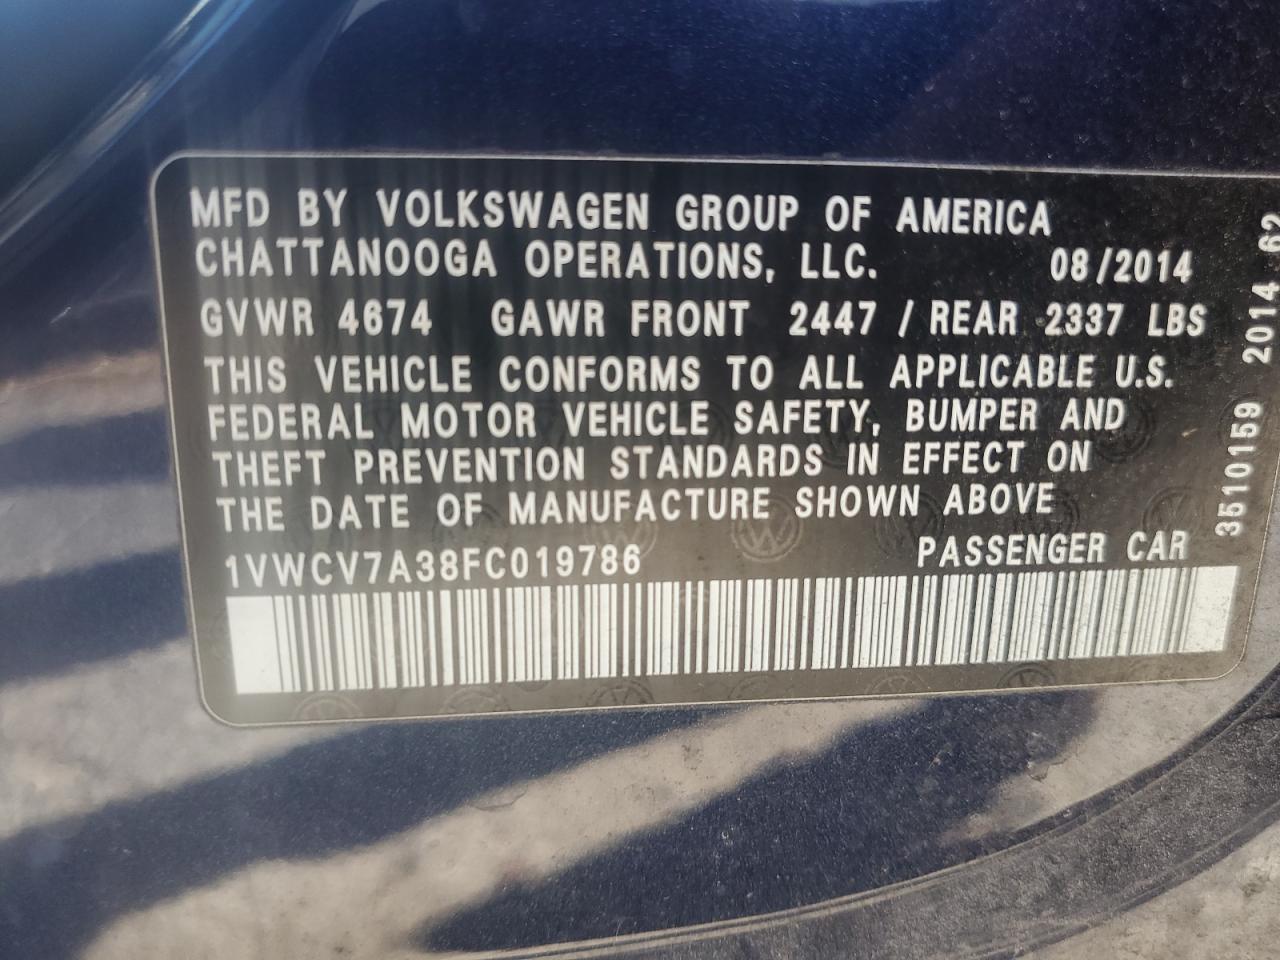 MFD BY VOLKSWAGEN GROUP OF AMERICA
CHATTANOOGA OPERATIONS, LLC. 08/2014
GVWR 4674 GAWR FRONT 2447 / REAR 2337 LBS
THIS VEHICLE CONFORMS TO ALL APPLICABLE U.S.
FEDERAL MOTOR VEHICLE SAFETY, BUMPER AND
THEFT PREVENTION STANDARDS IN EFFECT ON
THE DATE OF MANUFACTURE SHOWN ABOVE
1VWCV7A38FC019786 PASSENGER CAR
3510159 2014 62